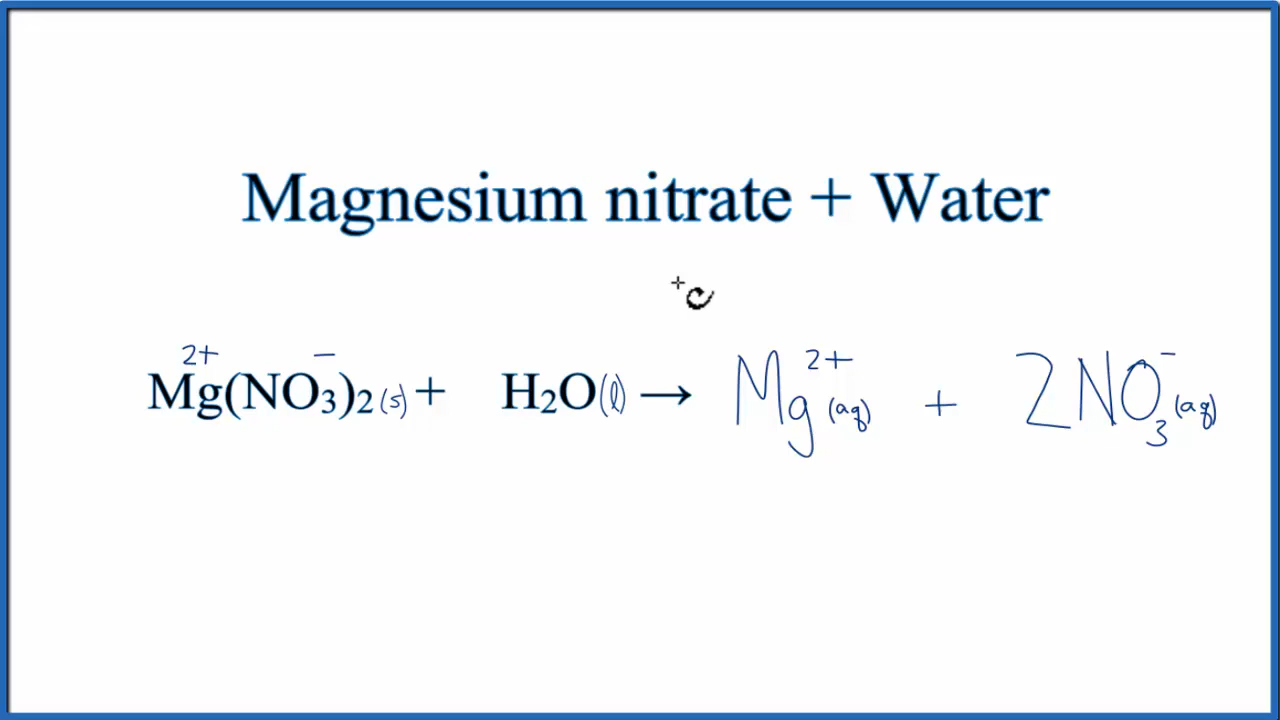 Magnesium nitrate + Water
Mg²⁺(NO₃⁻)₂(s) + H₂O(l) → Mg²⁺(aq) + 2NO₃⁻(aq)